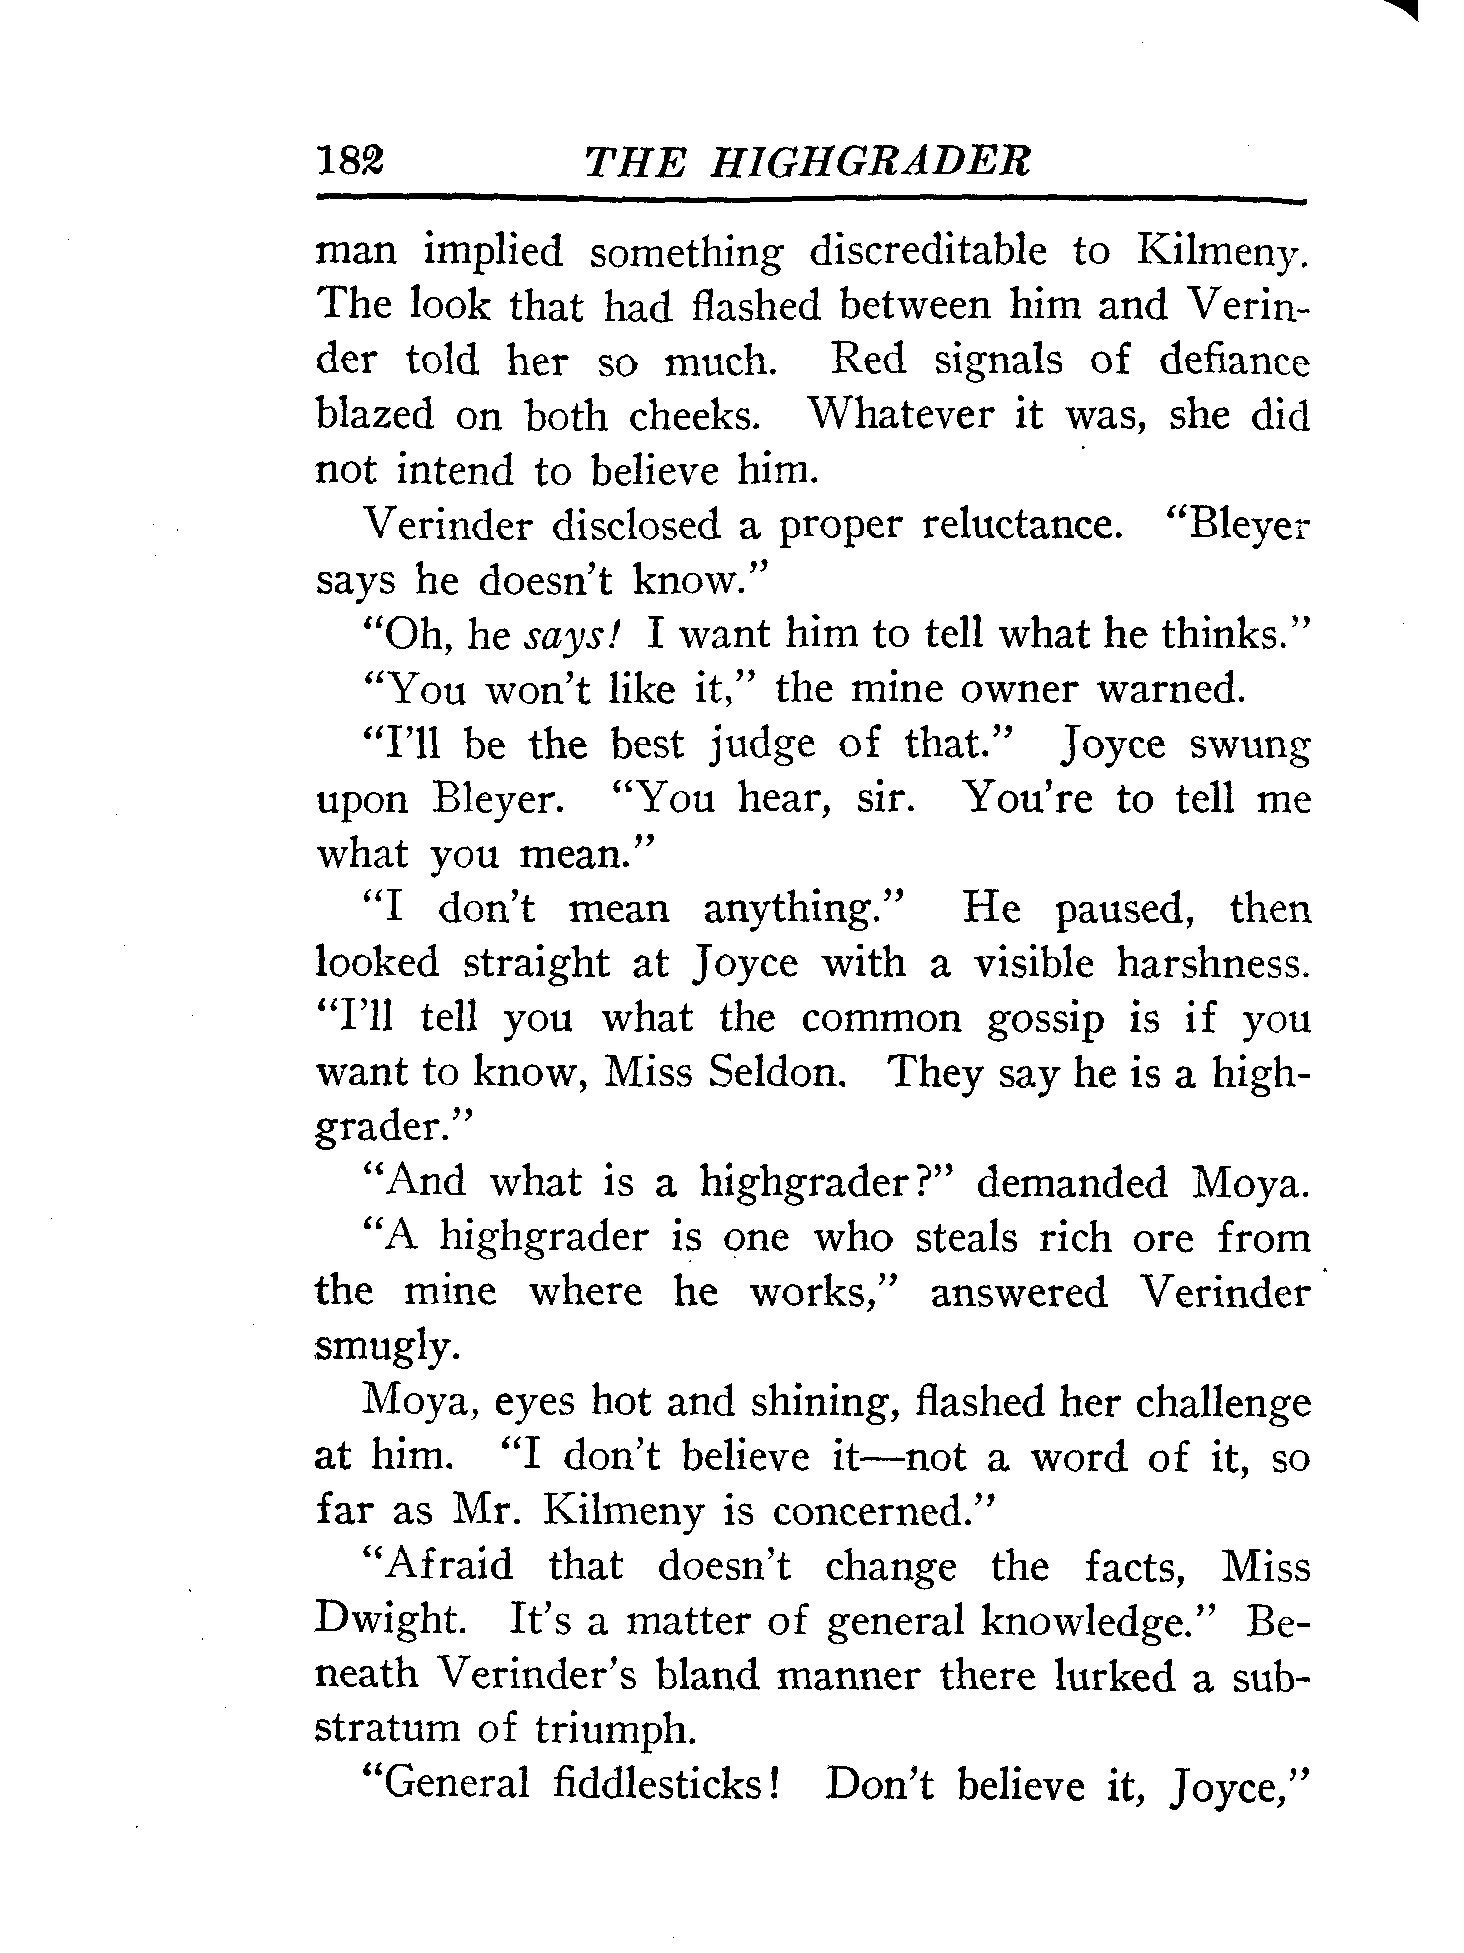 182 THE HIGHGRADER
man implied something discreditable to Kilmeny.
The look that had flashed between him and Verin-
der told her so much. Red signals of defiance
blazed on both cheeks. Whatever it was, she did
not intend to believe him.
Verinder disclosed a proper reluctance. “Bleyer
says he doesn’t know.”
“Oh, he says! I want him to tell what he thinks.”
“You won’t like it,” the mine owner warned.
“I’ll be the best judge of that.” Joyce swung
upon Bleyer. “You hear, sir. You’re to tell me
what you mean.”
“I don’t mean anything.” He paused, then
looked straight at Joyce with a visible harshness.
“I’ll tell you what the common gossip is if you
want to know, Miss Seldon. They say he is a high-
grader.”
“And what is a highgrader?” demanded Moya.
“A highgrader is one who steals rich ore from
the mine where he works,” answered Verinder
smugly.
Moya, eyes hot and shining, flashed her challenge
at him. “I don’t believe it—not a word of it, so
far as Mr. Kilmeny is concerned.”
“Afraid that doesn’t change the facts, Miss
Dwight. It’s a matter of general knowledge.” Be-
neath Verinder’s bland manner there lurked a sub-
stratum of triumph.
“General fiddlesticks! Don’t believe it, Joyce,”